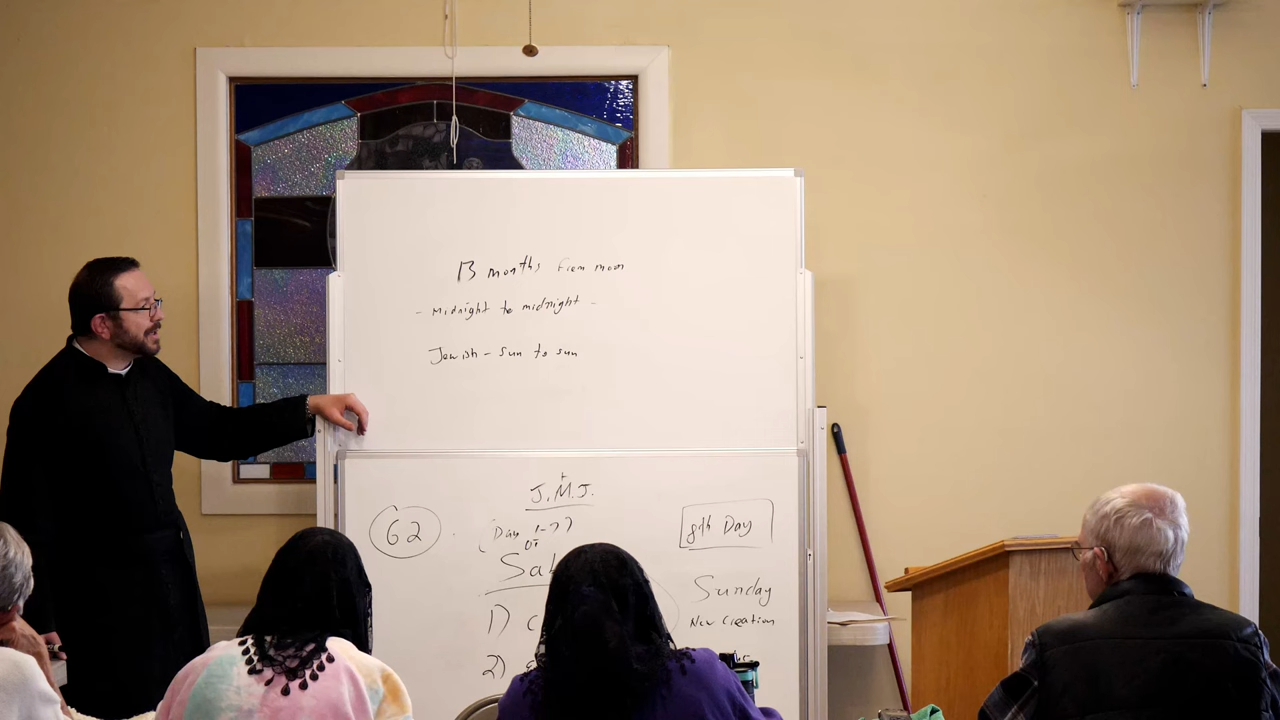 13 months from moon
- Midnight to midnight -
Jewish - Sun to sun
J.M.J.
62
(Day 1-7)
OT
8th Day
Sunday
New Creation
1)
2)